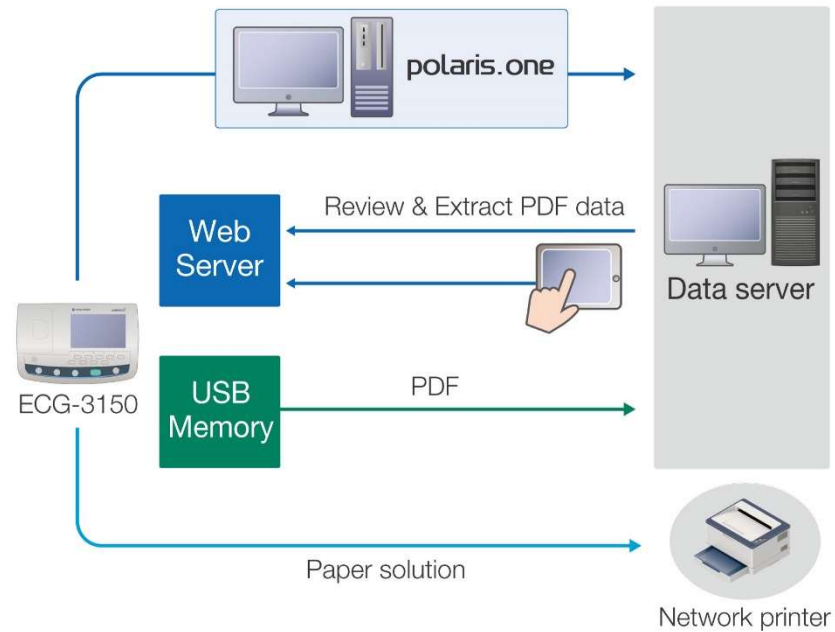 polaris.one
Review & Extract PDF data
Web
Server
Data server
ECG-3150
USB
Memory
PDF
Paper solution
Network printer